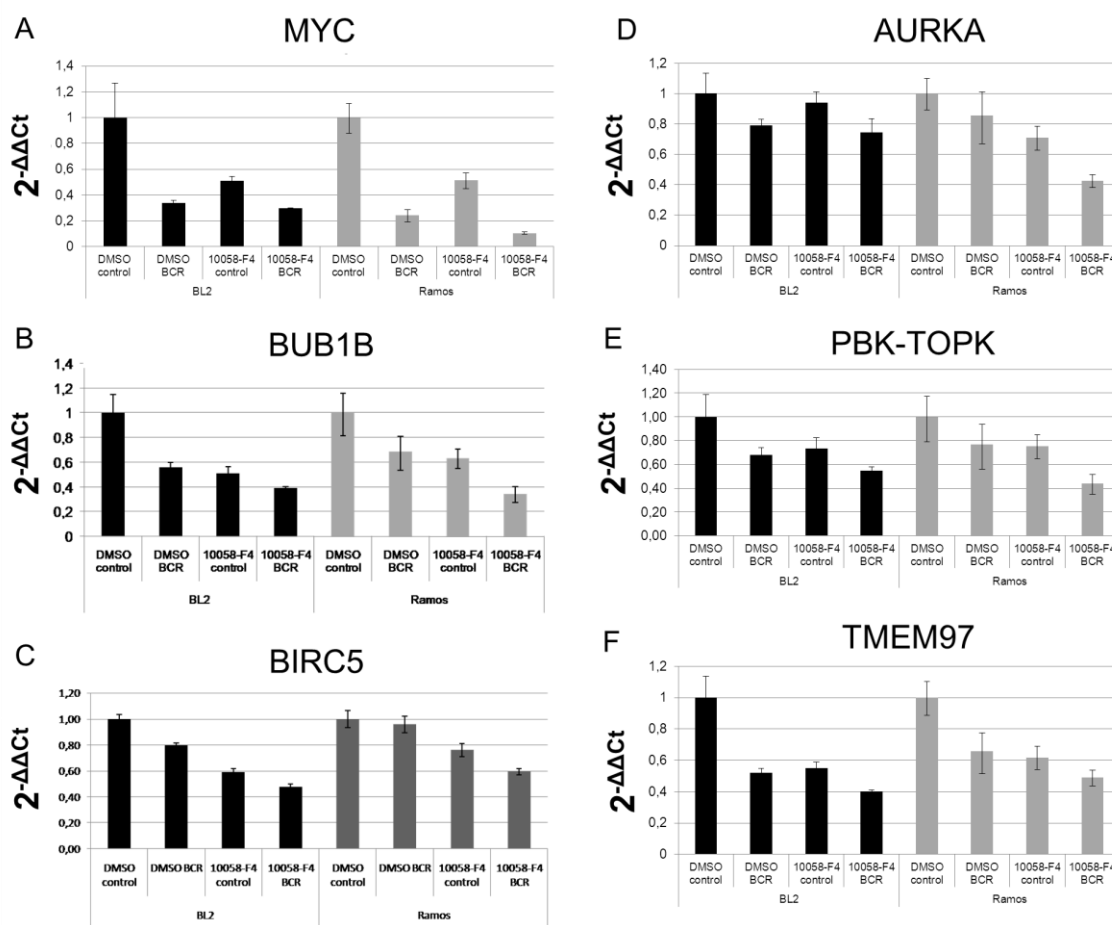 A
MYC
2-ΔΔCt
1,4
1,2
1
0,8
0,6
0,4
0,2
0
DMSO control
DMSO BCR
10058-F4 control
10058-F4 BCR
DMSO control
DMSO BCR
10058-F4 control
10058-F4 BCR
BL2
Ramos
B
BUB1B
2-ΔΔCt
1,4
1,2
1
0,8
0,6
0,4
0,2
0
DMSO control
DMSO BCR
10058-F4 control
10058-F4 BCR
DMSO control
DMSO BCR
10058-F4 control
10058-F4 BCR
BL2
Ramos
C
BIRC5
2-ΔΔCt
1,20
1,00
0,80
0,60
0,40
0,20
0,00
DMSO control
DMSO BCR
10058-F4 control
10058-F4 BCR
DMSO control
DMSO BCR
10058-F4 control
10058-F4 BCR
BL2
Ramos
D
AURKA
2-ΔΔCt
1,2
1
0,8
0,6
0,4
0,2
0
DMSO control
DMSO BCR
10058-F4 control
10058-F4 BCR
DMSO control
DMSO BCR
10058-F4 control
10058-F4 BCR
BL2
Ramos
E
PBK-TOPK
2-ΔΔCt
1,40
1,20
1,00
0,80
0,60
0,40
0,20
0,00
DMSO control
DMSO BCR
10058-F4 control
10058-F4 BCR
DMSO control
DMSO BCR
10058-F4 control
10058-F4 BCR
BL2
Ramos
F
TMEM97
2-ΔΔCt
1,2
1
0,8
0,6
0,4
0,2
0
DMSO control
DMSO BCR
10058-F4 control
10058-F4 BCR
DMSO control
DMSO BCR
10058-F4 control
10058-F4 BCR
BL2
Ramos